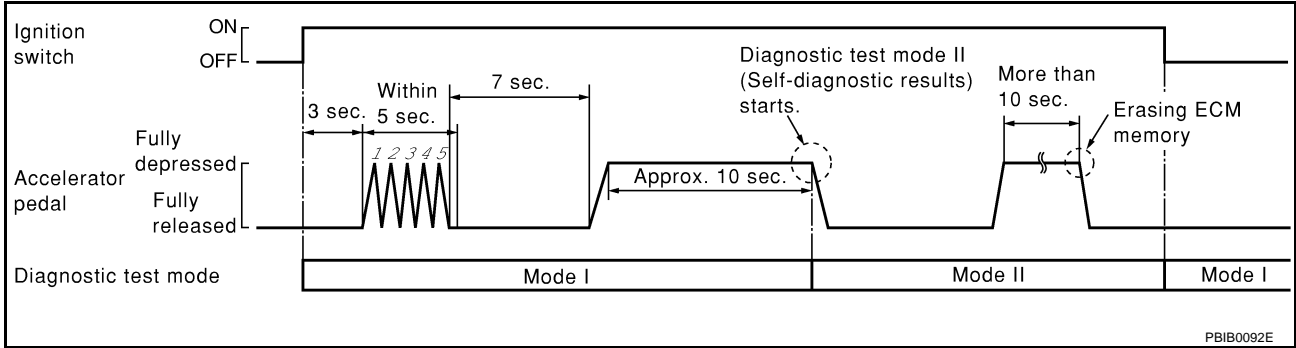 Ignition
switch
ON
OFF
Diagnostic test mode II
(Self-diagnostic results)
starts.
More than
10 sec.
Erasing ECM
memory
3 sec.
Within
5 sec.
7 sec.
Accelerator
pedal
Fully
depressed
Fully
released
1 2 3 4 5
Approx. 10 sec.
Diagnostic test mode
Mode I
Mode II
Mode I
PBIB0092E